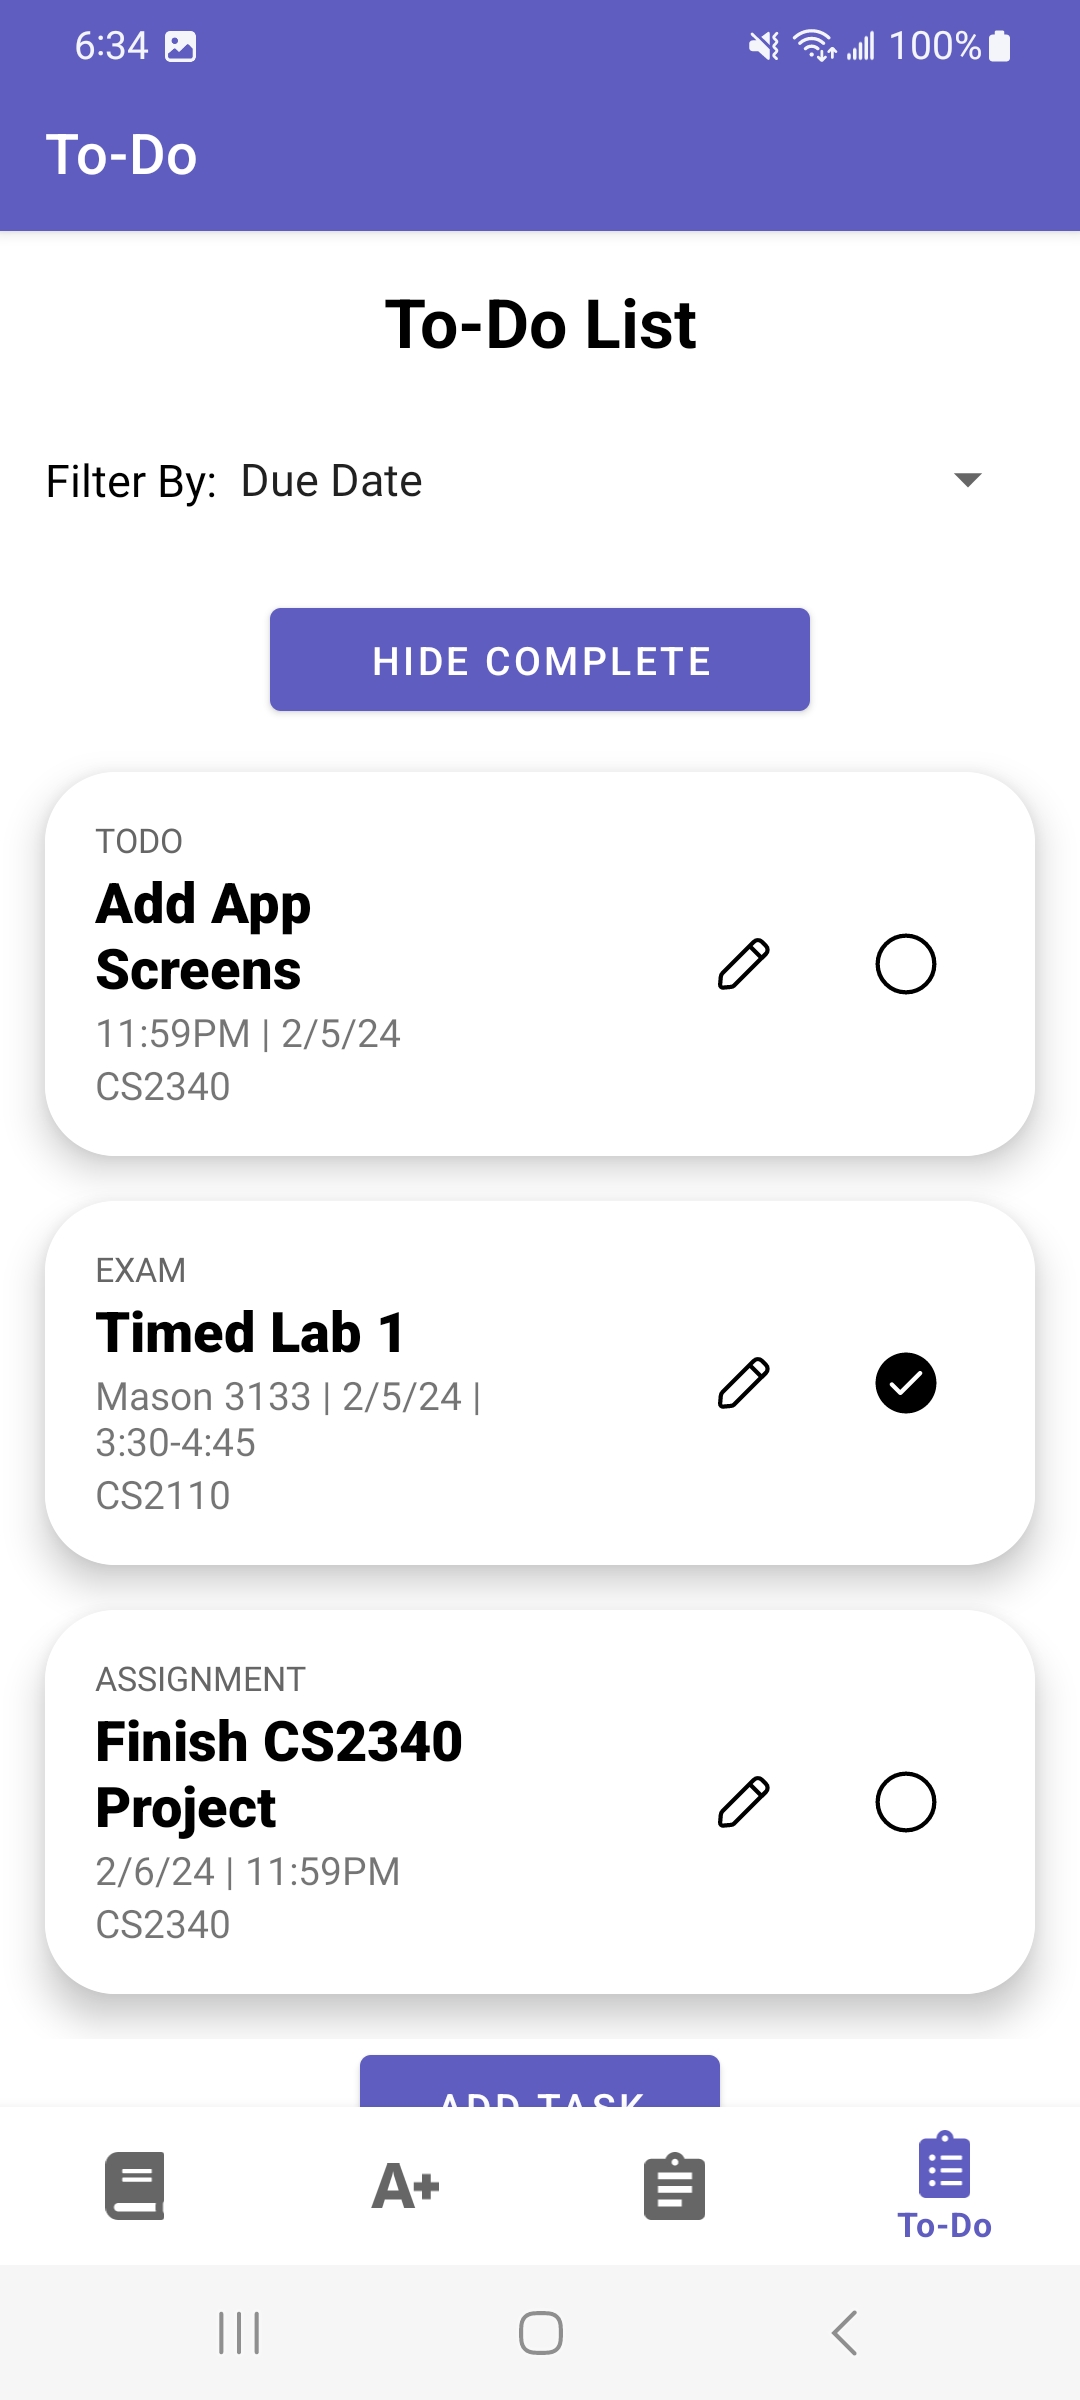 6:34 100%
To-Do
To-Do List
Filter By: Due Date
HIDE COMPLETE
TODO
Add App
Screens
11:59PM | 2/5/24
CS2340
EXAM
Timed Lab 1
Mason 3133 | 2/5/24 |
3:30-4:45
CS2110
ASSIGNMENT
Finish CS2340
Project
2/6/24 | 11:59PM
CS2340
ADD TASK
A+
To-Do